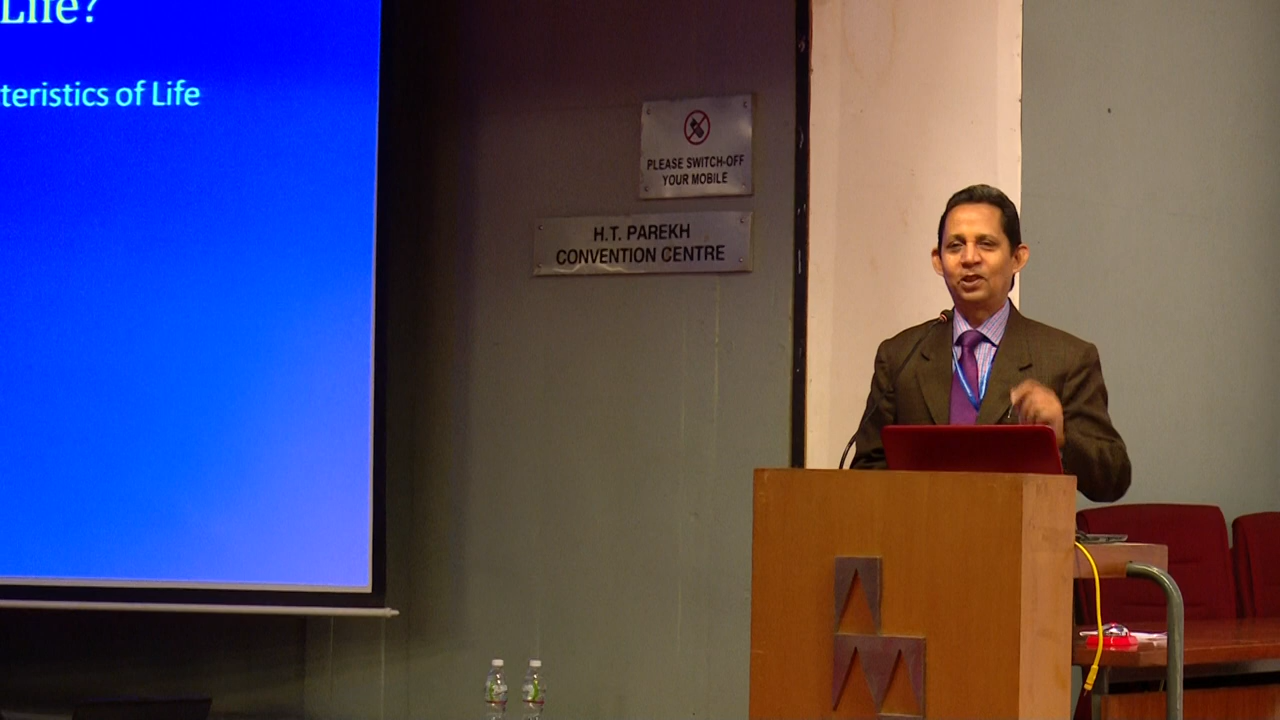 Life?
teristics of Life
PLEASE SWITCH-OFF
YOUR MOBILE
H.T. PAREKH
CONVENTION CENTRE